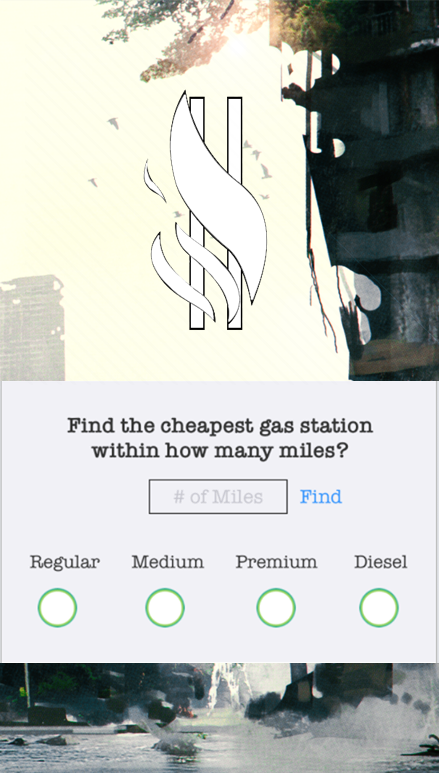 Find the cheapest gas station
within how many miles?
# of Miles Find
Regular Medium Premium Diesel